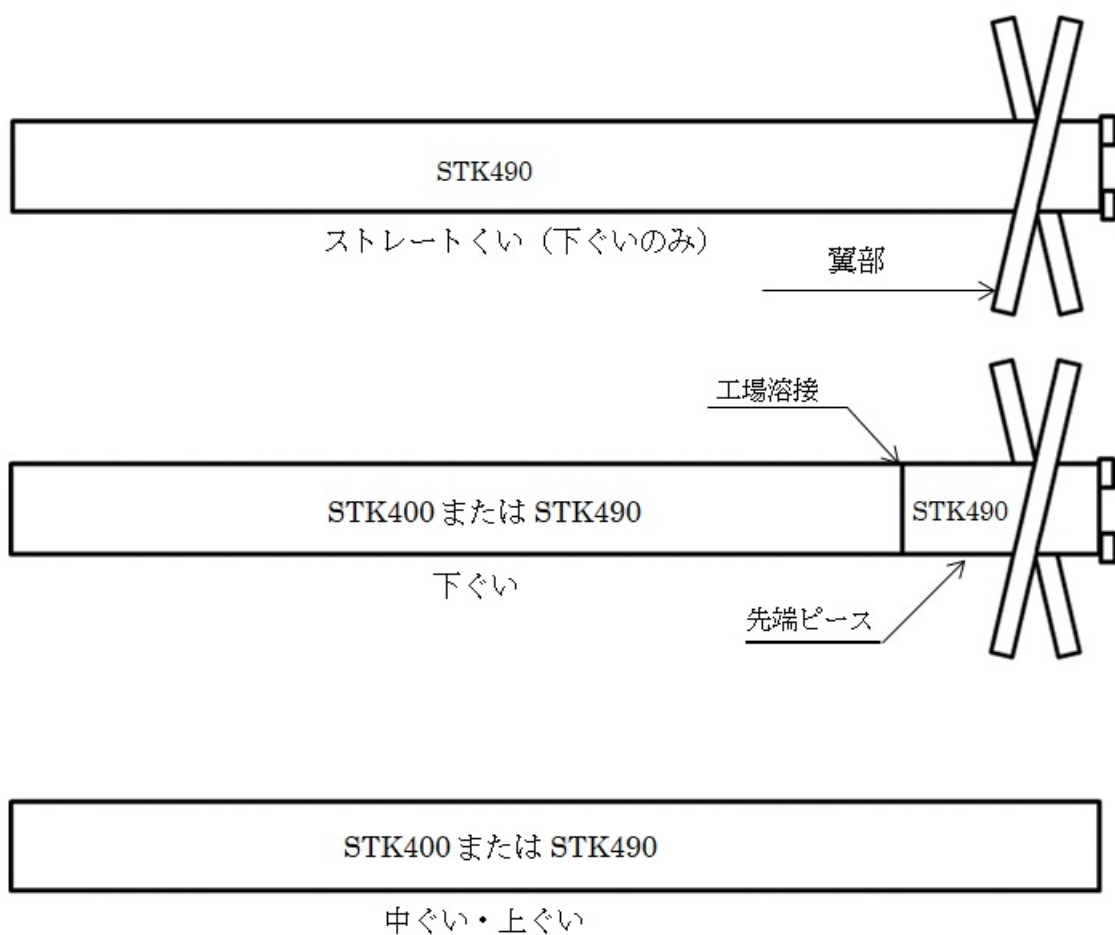 STK490
ストレートくい（下ぐいのみ）
翼部
工場溶接
STK400 または STK490
STK490
下ぐい
先端ピース
STK400 または STK490
中ぐい・上ぐい